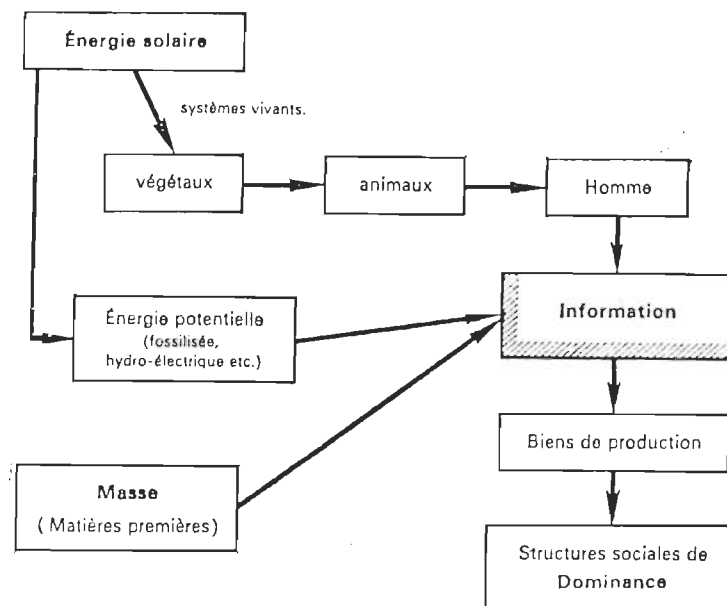 Énergie solaire
systèmes vivants.
végétaux
animaux
Homme
Énergie potentielle
(fossilisée,
hydro-électrique etc.)
Information
Biens de production
Masse
(Matières premières)
Structures sociales de
Dominance